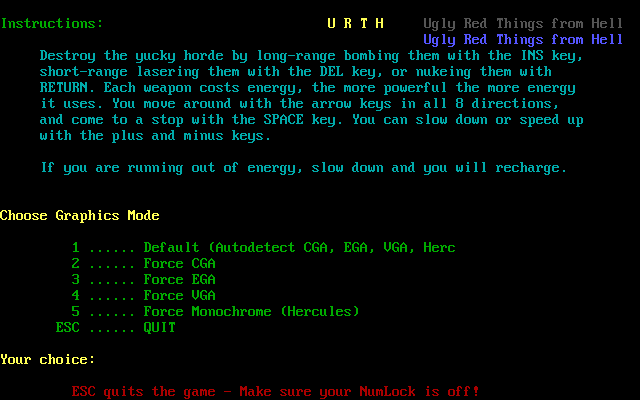 Instructions: U R T H Ugly Red Things from Hell
Ugly Red Things from Hell
Destroy the yucky horde by long-range bombing them with the INS key,
short-range lasering them with the DEL key, or nukeing them with
RETURN. Each weapon costs energy, the more powerful the more energy
it uses. You move around with the arrow keys in all 8 directions,
and come to a stop with the SPACE key. You can slow down or speed up
with the plus and minus keys.
If you are running out of energy, slow down and you will recharge.
Choose Graphics Mode
1 ...... Default (Autodetect CGA, EGA, VGA, Herc
2 ...... Force CGA
3 ...... Force EGA
4 ...... Force VGA
5 ...... Force Monochrome (Hercules)
ESC ...... QUIT
Your choice:
ESC quits the game - Make sure your NumLock is off!